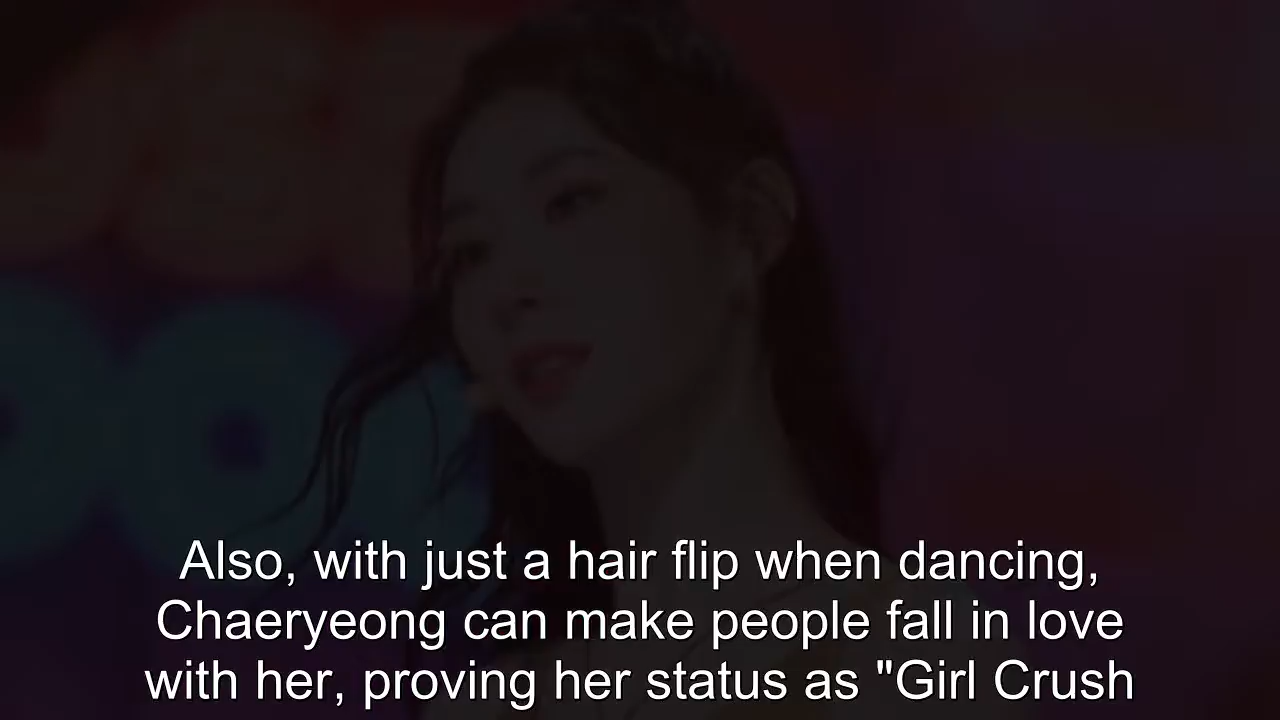 Also, with just a hair flip when dancing,
Chaeryeong can make people fall in love
with her, proving her status as "Girl Crush